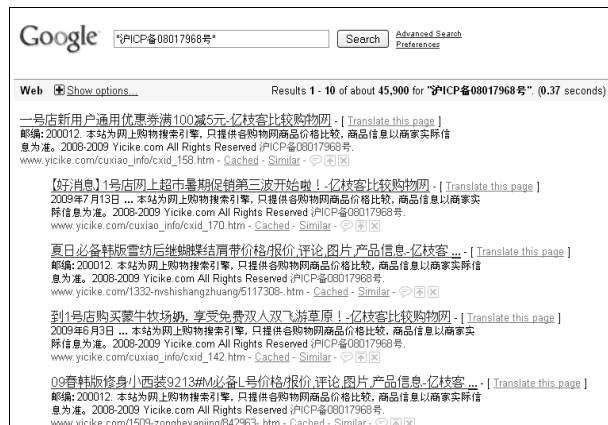 Google
"沪ICP备08017968号"
Search
Advanced Search
Preferences
Web Show options... Results 1 - 10 of about 45,900 for "沪ICP备08017968号". (0.37 seconds)
一号店新用户通用优惠券满100减5元-亿枝客比较购物网 - [ Translate this page ]
邮编: 200012. 本站为网上购物搜索引擎, 只提供各购物网商品价格比较, 商品信息以商家实际信
息为准。2008-2009 Yicike.com All Rights Reserved 沪ICP备08017968号.
www.yicike.com/cuxiao_info/cxid_158.htm - Cached - Similar -
【好消息】1号店网上超市暑期促销第三波开始啦！-亿枝客比较购物网 - [ Translate this page ]
2009年7月13日 ... 本站为网上购物搜索引擎, 只提供各购物网商品价格比较, 商品信息以商家实
际信息为准。2008-2009 Yicike.com All Rights Reserved 沪ICP备08017968号.
www.yicike.com/cuxiao_info/cxid_170.htm - Cached - Similar -
夏日必备韩版雪纺后继蝴蝶结肩带价格/报价,评论,图片,产品信息-亿枝客 ... - [ Translate this page ]
邮编: 200012. 本站为网上购物搜索引擎, 只提供各购物网商品价格比较, 商品信息以商家实际信
息为准。2008-2009 Yicike.com All Rights Reserved 沪ICP备08017968号.
www.yicike.com/1332-nvshishangzhuang/5117308-.htm - Cached - Similar -
到1号店购买蒙牛牧场奶, 享受免费双人双飞游草原！-亿枝客比较购物网 - [ Translate this page ]
2009年6月3日 ... 本站为网上购物搜索引擎, 只提供各购物网商品价格比较, 商品信息以商家实
际信息为准。2008-2009 Yicike.com All Rights Reserved 沪ICP备08017968号.
www.yicike.com/cuxiao_info/cxid_142.htm - Cached - Similar -
09春韩版修身小西装9213#M必备L号价格/报价,评论,图片,产品信息-亿枝客 ... - [ Translate this page ]
邮编: 200012. 本站为网上购物搜索引擎, 只提供各购物网商品价格比较, 商品信息以商家实际信
息为准。2008-2009 Yicike.com All Rights Reserved 沪ICP备08017968号.
www.yicike.com/1509-zongheyanjing/842963-.htm - Cached - Similar -